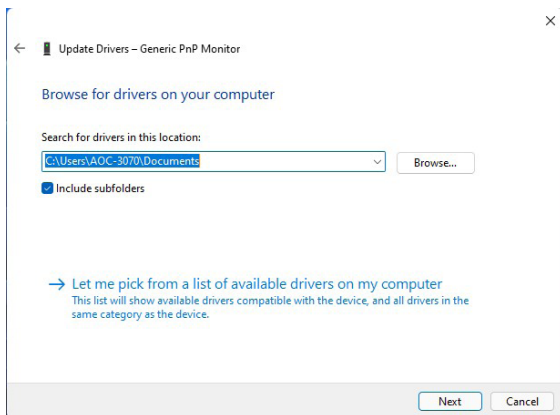 Update Drivers – Generic PnP Monitor
Browse for drivers on your computer
Search for drivers in this location:
C:\Users\AOC-3070\Documents
Browse...
Include subfolders
Let me pick from a list of available drivers on my computer
This list will show available drivers compatible with the device, and all drivers in the
same category as the device.
Next
Cancel